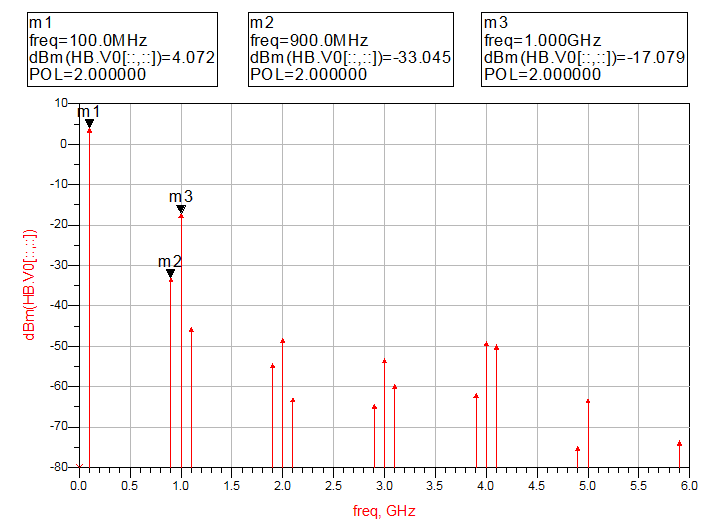 m1
freq=100.0MHz
dBm(HB.V0[::,::])=4.072
POL=2.000000
m2
freq=900.0MHz
dBm(HB.V0[::,::])=-33.045
POL=2.000000
m3
freq=1.000GHz
dBm(HB.V0[::,::])=-17.079
POL=2.000000
10
m1
0
-10
m3
-20
m2
-30
dBm(HB.V0[::,::])
-40
-50
-60
-70
-80
0.0 0.5 1.0 1.5 2.0 2.5 3.0 3.5 4.0 4.5 5.0 5.5 6.0
freq, GHz